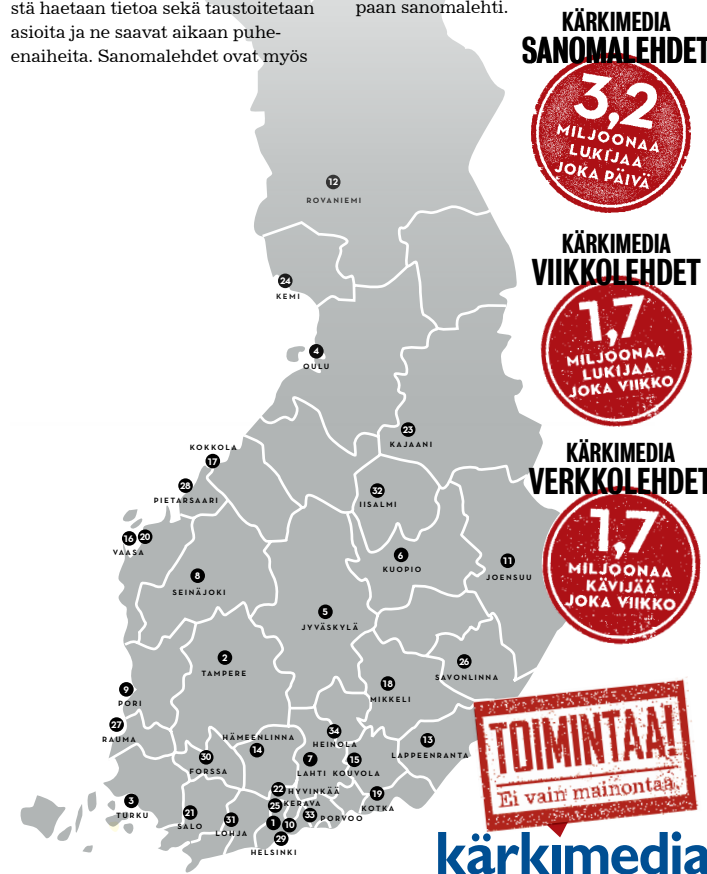 stä haetaan tietoa sekä taustoitetaan
asioita ja ne saavat aikaan puhe-
enaiheita. Sanomalehdet ovat myös
paan sanomalehti.
KÄRKIMEDIA
SANOMALEHDET
3,2
MILJOONAA
LUKIJAA
JOKA PÄIVÄ
KÄRKIMEDIA
VIIKKOLEHDET
1,7
MILJOONAA
LUKIJAA
JOKA VIIKKO
KÄRKIMEDIA
VERKKOLEHDET
1,7
MILJOONAA
KÄVIJÄÄ
JOKA VIIKKO
12
ROVANIEMI
24
KEMI
4
OULU
23
KAJAANI
KOKKOLA
17
28
PIETARSAARI
32
IISALMI
16 20
VAASA
6
KUOPIO
11
JOENSUU
8
SEINÄJOKI
5
JYVÄSKYLÄ
2
TAMPERE
26
SAVONLINNA
18
MIKKELI
9
PORI
27
RAUMA
HÄMEENLINNA
14
34
HEINOLA
13
LAPPEENRANTA
30
FORSSA
7
LAHTI
15
KOUVOLA
22 HYVINKÄÄ
19
KOTKA
3
TURKU
25 KERAVA
21
SALO
31
LOHJA
33 PORVOO
1 10
29
HELSINKI
TOIMINTAA!
Ei vain mainontaa.
kärkimedia